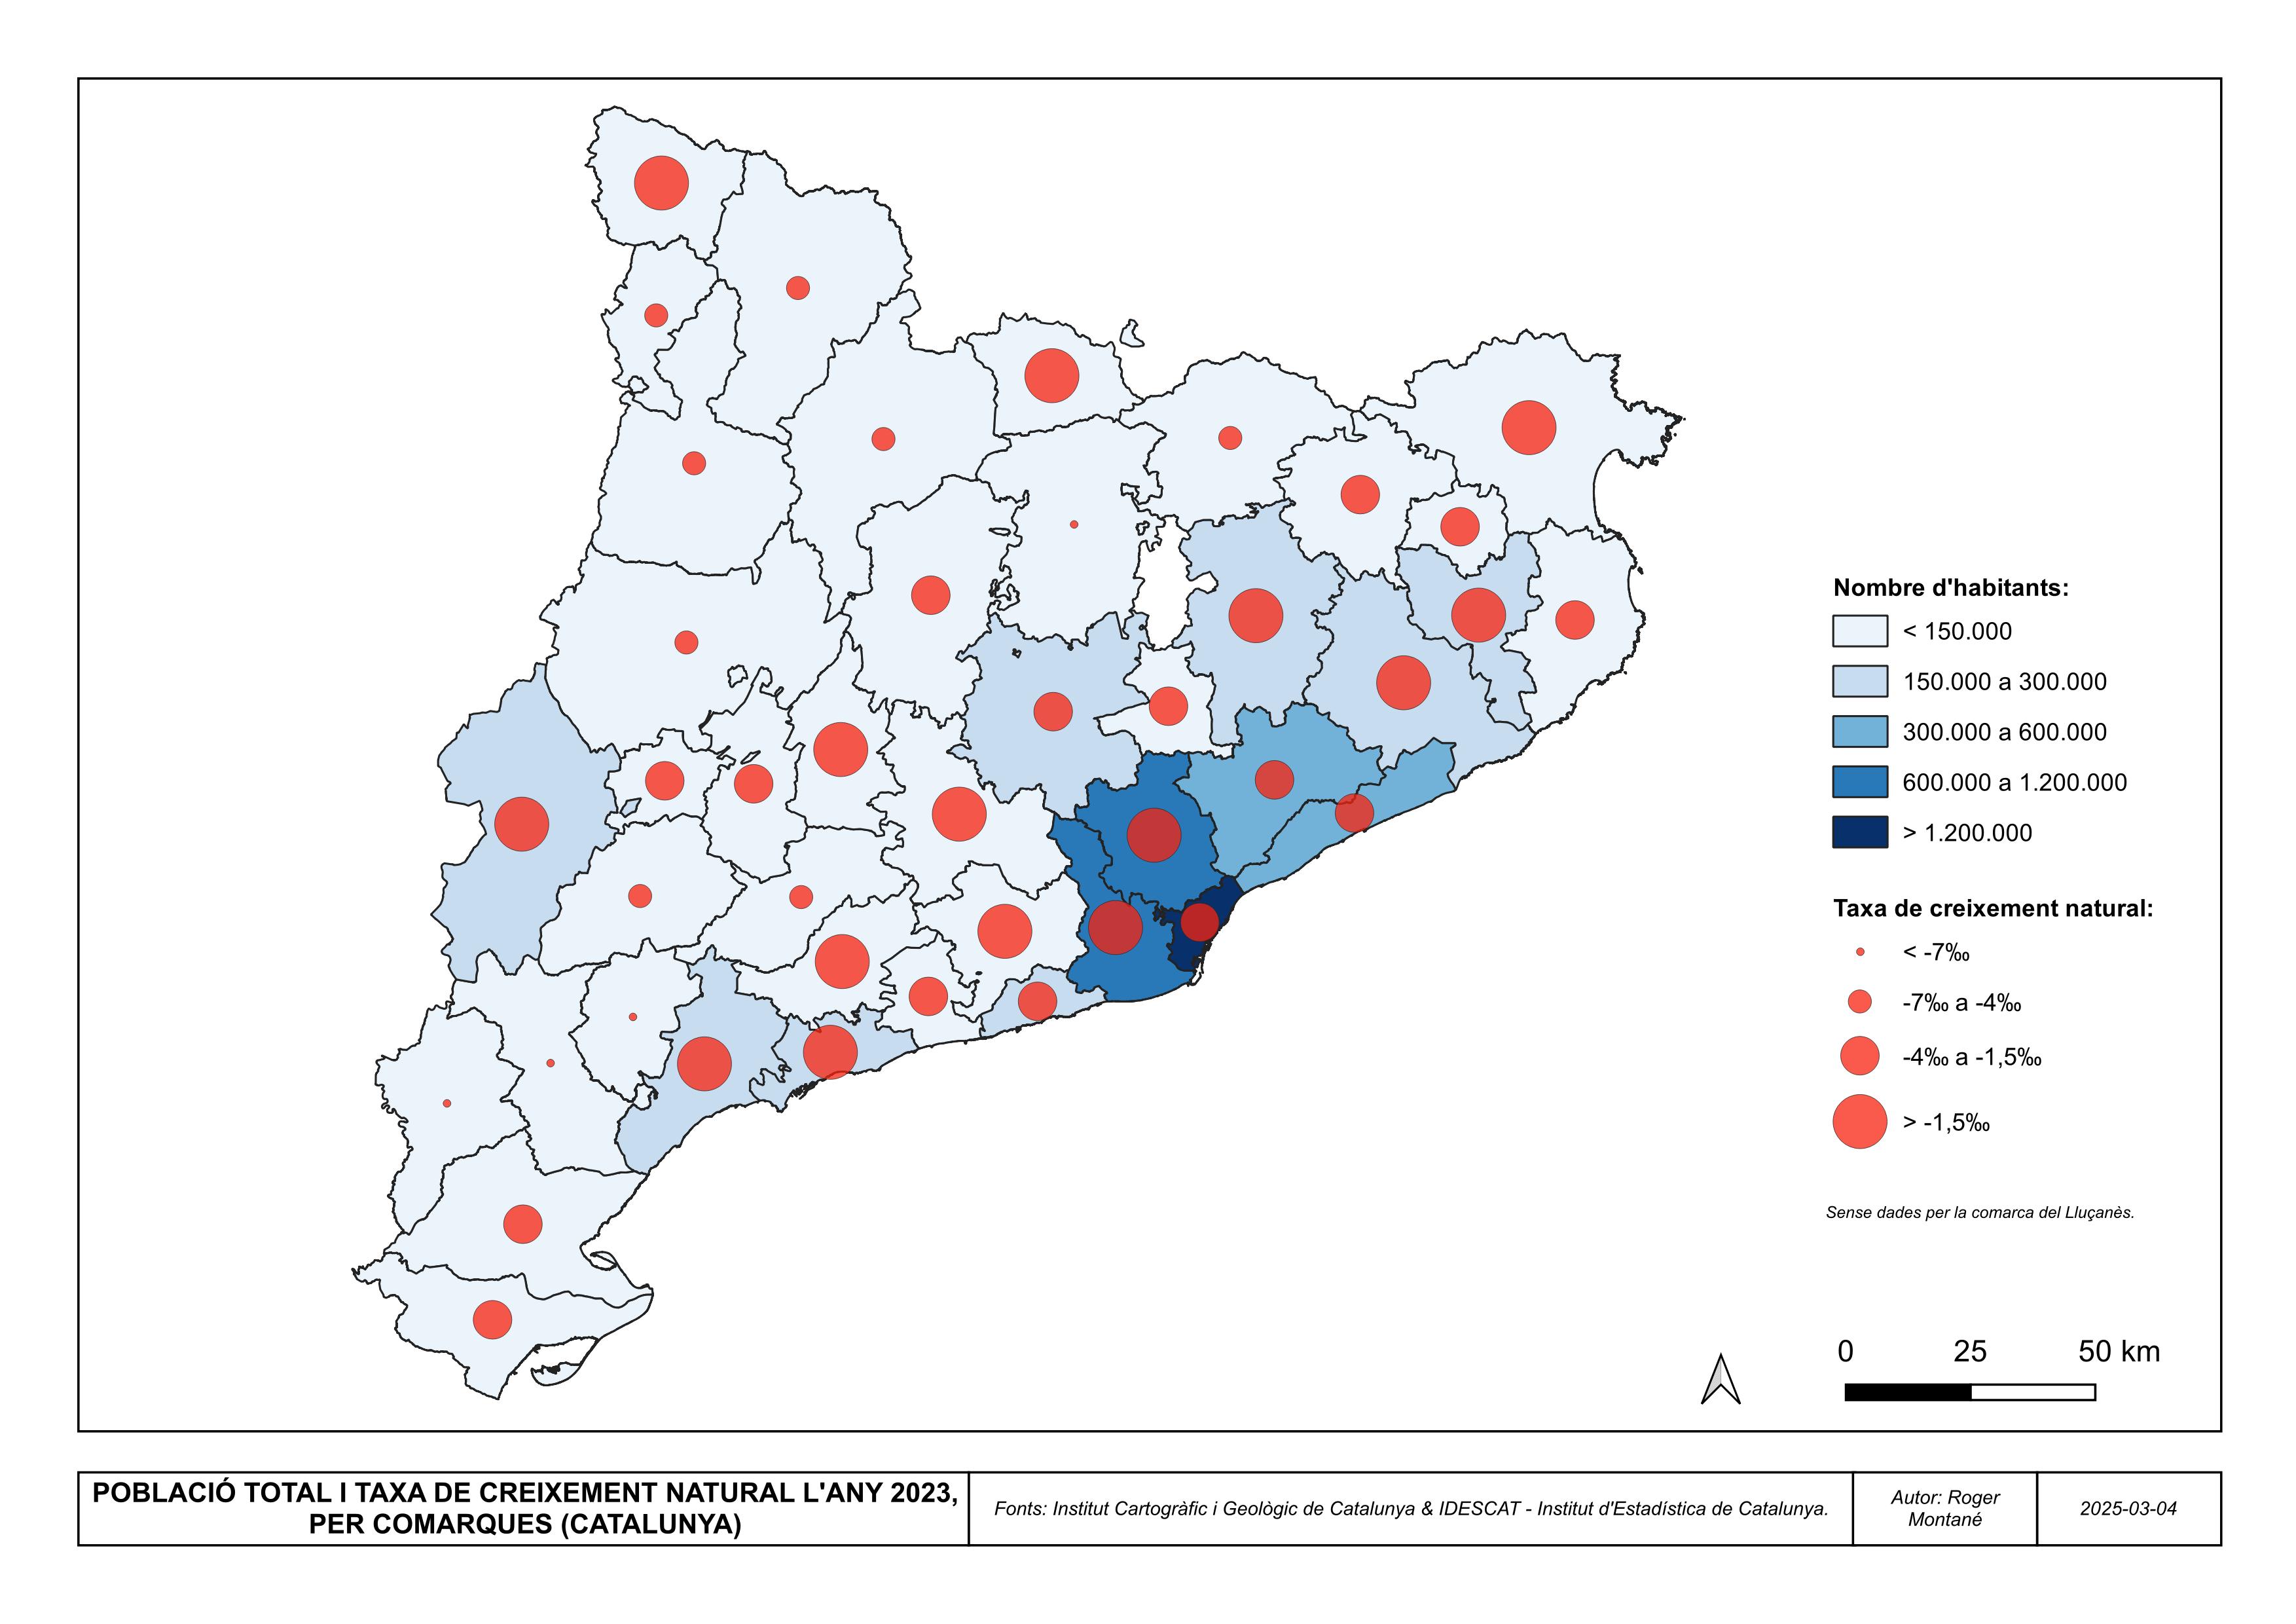 Nombre d'habitants:
< 150.000
150.000 a 300.000
300.000 a 600.000
600.000 a 1.200.000
> 1.200.000
Taxa de creixement natural:
< -7‰
-7‰ a -4‰
-4‰ a -1,5‰
> -1,5‰
Sense dades per la comarca del Lluçanès.
0 25 50 km
POBLACIÓ TOTAL I TAXA DE CREIXEMENT NATURAL L'ANY 2023,
PER COMARQUES (CATALUNYA)
Fonts: Institut Cartogràfic i Geològic de Catalunya & IDESCAT - Institut d'Estadística de Catalunya.
Autor: Roger
Montané
2025-03-04